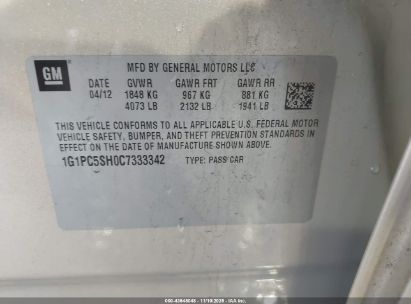 GM
MFD BY GENERAL MOTORS LLC
DATE GVWR GAWR FRT GAWR RR
04/12 1848 KG 967 KG 881 KG
4073 LB 2132 LB 1941 LB
THIS VEHICLE CONFORMS TO ALL APPLICABLE U.S. FEDERAL MOTOR
VEHICLE SAFETY, BUMPER, AND THEFT PREVENTION STANDARDS IN
EFFECT ON THE DATE OF MANUFACTURE SHOWN ABOVE.
1G1PC5SH0C7333342 TYPE: PASS CAR